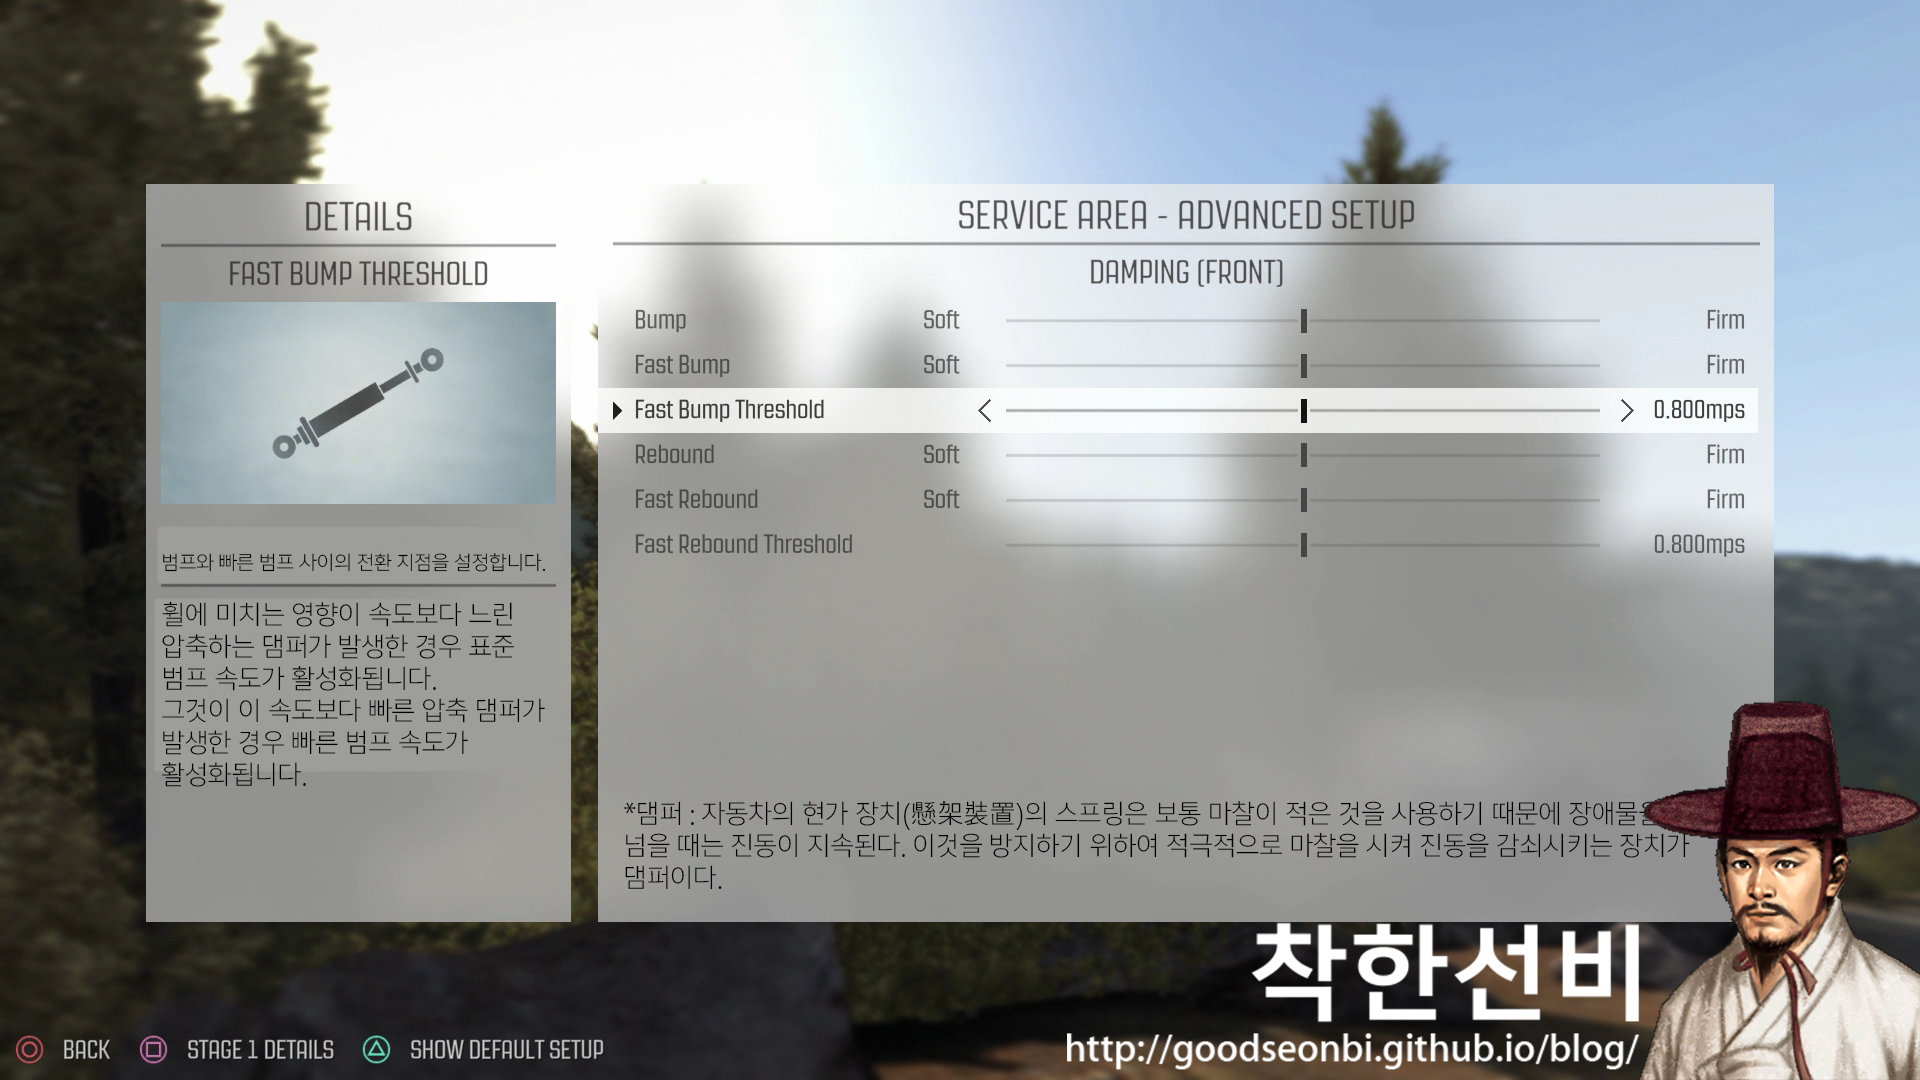 DETAILS
FAST BUMP THRESHOLD
범프와 빠른 범프 사이의 전환 지점을 설정합니다.
휠에 미치는 영향이 속도보다 느린
압축하는 댐퍼가 발생한 경우 표준
범프 속도가 활성화됩니다.
그것이 이 속도보다 빠른 압축 댐퍼가
발생한 경우 빠른 범프 속도가
활성화됩니다.
SERVICE AREA - ADVANCED SETUP
DAMPING (FRONT)
Bump Soft Firm
Fast Bump Soft Firm
Fast Bump Threshold 0.800mps
Rebound Soft Firm
Fast Rebound Soft Firm
Fast Rebound Threshold 0.800mps
*댐퍼 : 자동차의 현가 장치(懸架裝置)의 스프링은 보통 마찰이 적은 것을 사용하기 때문에 장애물을
넘을 때는 진동이 지속된다. 이것을 방지하기 위하여 적극적으로 마찰을 시켜 진동을 감쇠시키는 장치가
댐퍼이다.
착한선비
http://goodseonbi.github.io/blog/
BACK STAGE 1 DETAILS SHOW DEFAULT SETUP